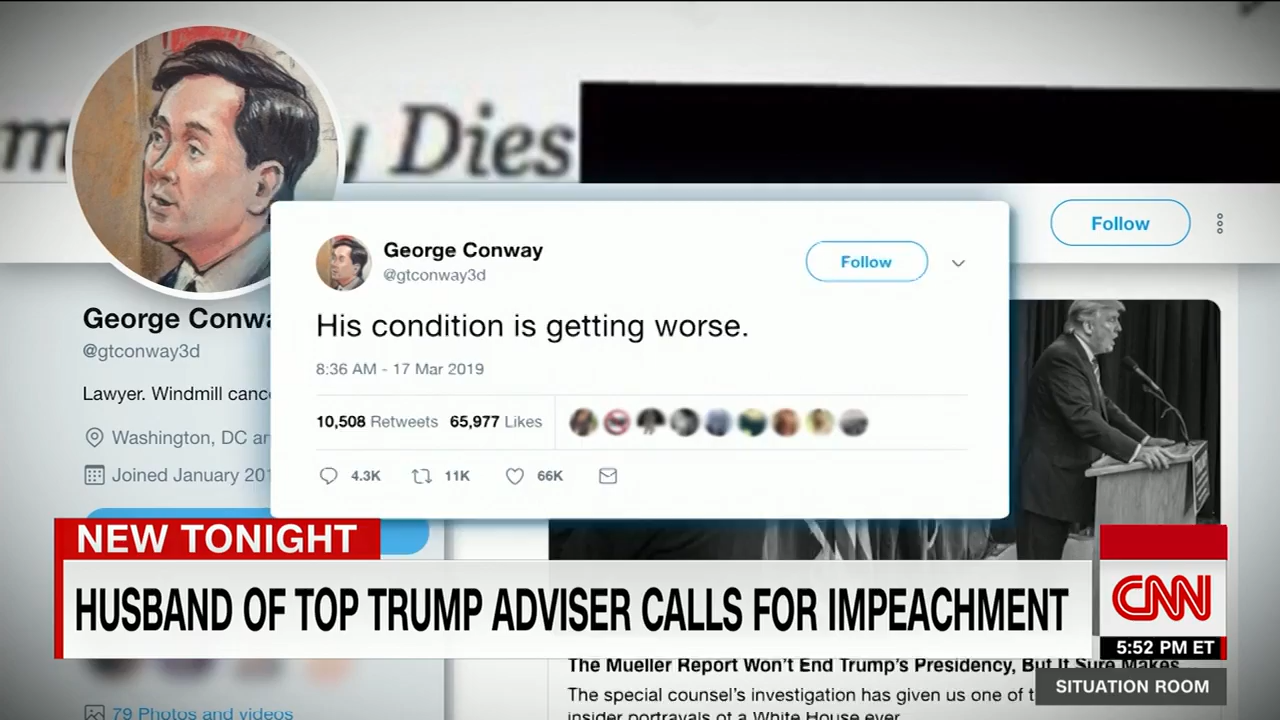 Dies
Follow
George Conway
@gtconway3d
Follow
His condition is getting worse.
8:36 AM - 17 Mar 2019
10,508 Retweets 65,977 Likes
4.3K 11K 66K
George Conwa
@gtconway3d
Lawyer. Windmill canc
Washington, DC ar
Joined January 201
NEW TONIGHT
HUSBAND OF TOP TRUMP ADVISER CALLS FOR IMPEACHMENT
CNN
5:52 PM ET
SITUATION ROOM
The Mueller Report Won't End Trump's Presidency, But It Sure Makes...
The special counsel's investigation has given us one of t
insider portrayals of a White House ever
79 Photos and videos